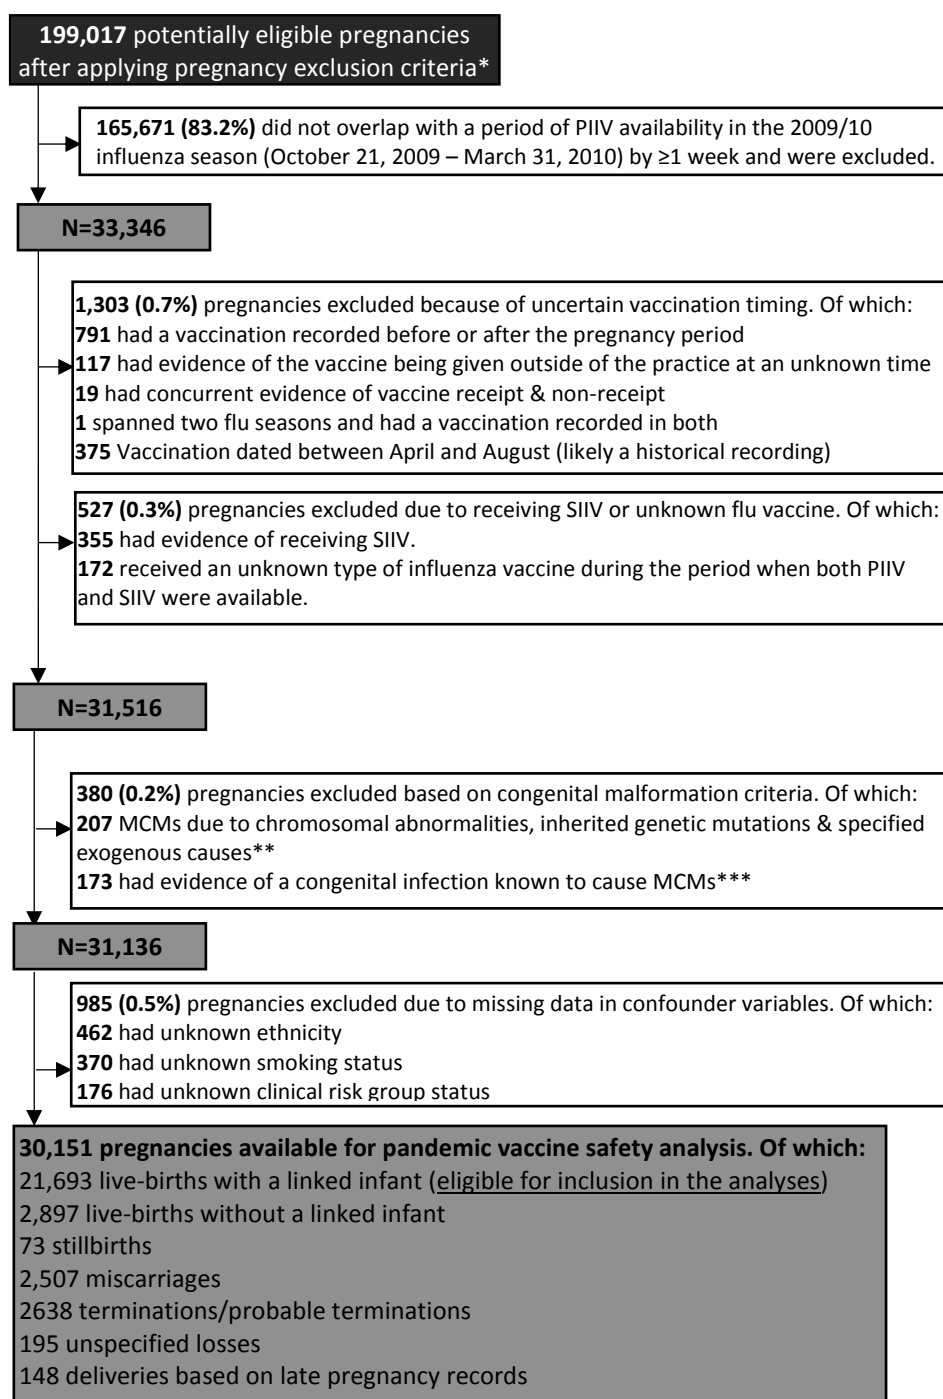 199,017 potentially eligible pregnancies
after applying pregnancy exclusion criteria*
165,671 (83.2%) did not overlap with a period of PIIV availability in the 2009/10
influenza season (October 21, 2009 – March 31, 2010) by ≥1 week and were excluded.
N=33,346
1,303 (0.7%) pregnancies excluded because of uncertain vaccination timing. Of which:
791 had a vaccination recorded before or after the pregnancy period
117 had evidence of the vaccine being given outside of the practice at an unknown time
19 had concurrent evidence of vaccine receipt & non-receipt
1 spanned two flu seasons and had a vaccination recorded in both
375 Vaccination dated between April and August (likely a historical recording)
527 (0.3%) pregnancies excluded due to receiving SIIV or unknown flu vaccine. Of which:
355 had evidence of receiving SIIV.
172 received an unknown type of influenza vaccine during the period when both PIIV
and SIIV were available.
N=31,516
380 (0.2%) pregnancies excluded based on congenital malformation criteria. Of which:
207 MCMs due to chromosomal abnormalities, inherited genetic mutations & specified
exogenous causes**
173 had evidence of a congenital infection known to cause MCMs***
N=31,136
985 (0.5%) pregnancies excluded due to missing data in confounder variables. Of which:
462 had unknown ethnicity
370 had unknown smoking status
176 had unknown clinical risk group status
30,151 pregnancies available for pandemic vaccine safety analysis. Of which:
21,693 live-births with a linked infant (eligible for inclusion in the analyses)
2,897 live-births without a linked infant
73 stillbirths
2,507 miscarriages
2638 terminations/probable terminations
195 unspecified losses
148 deliveries based on late pregnancy records